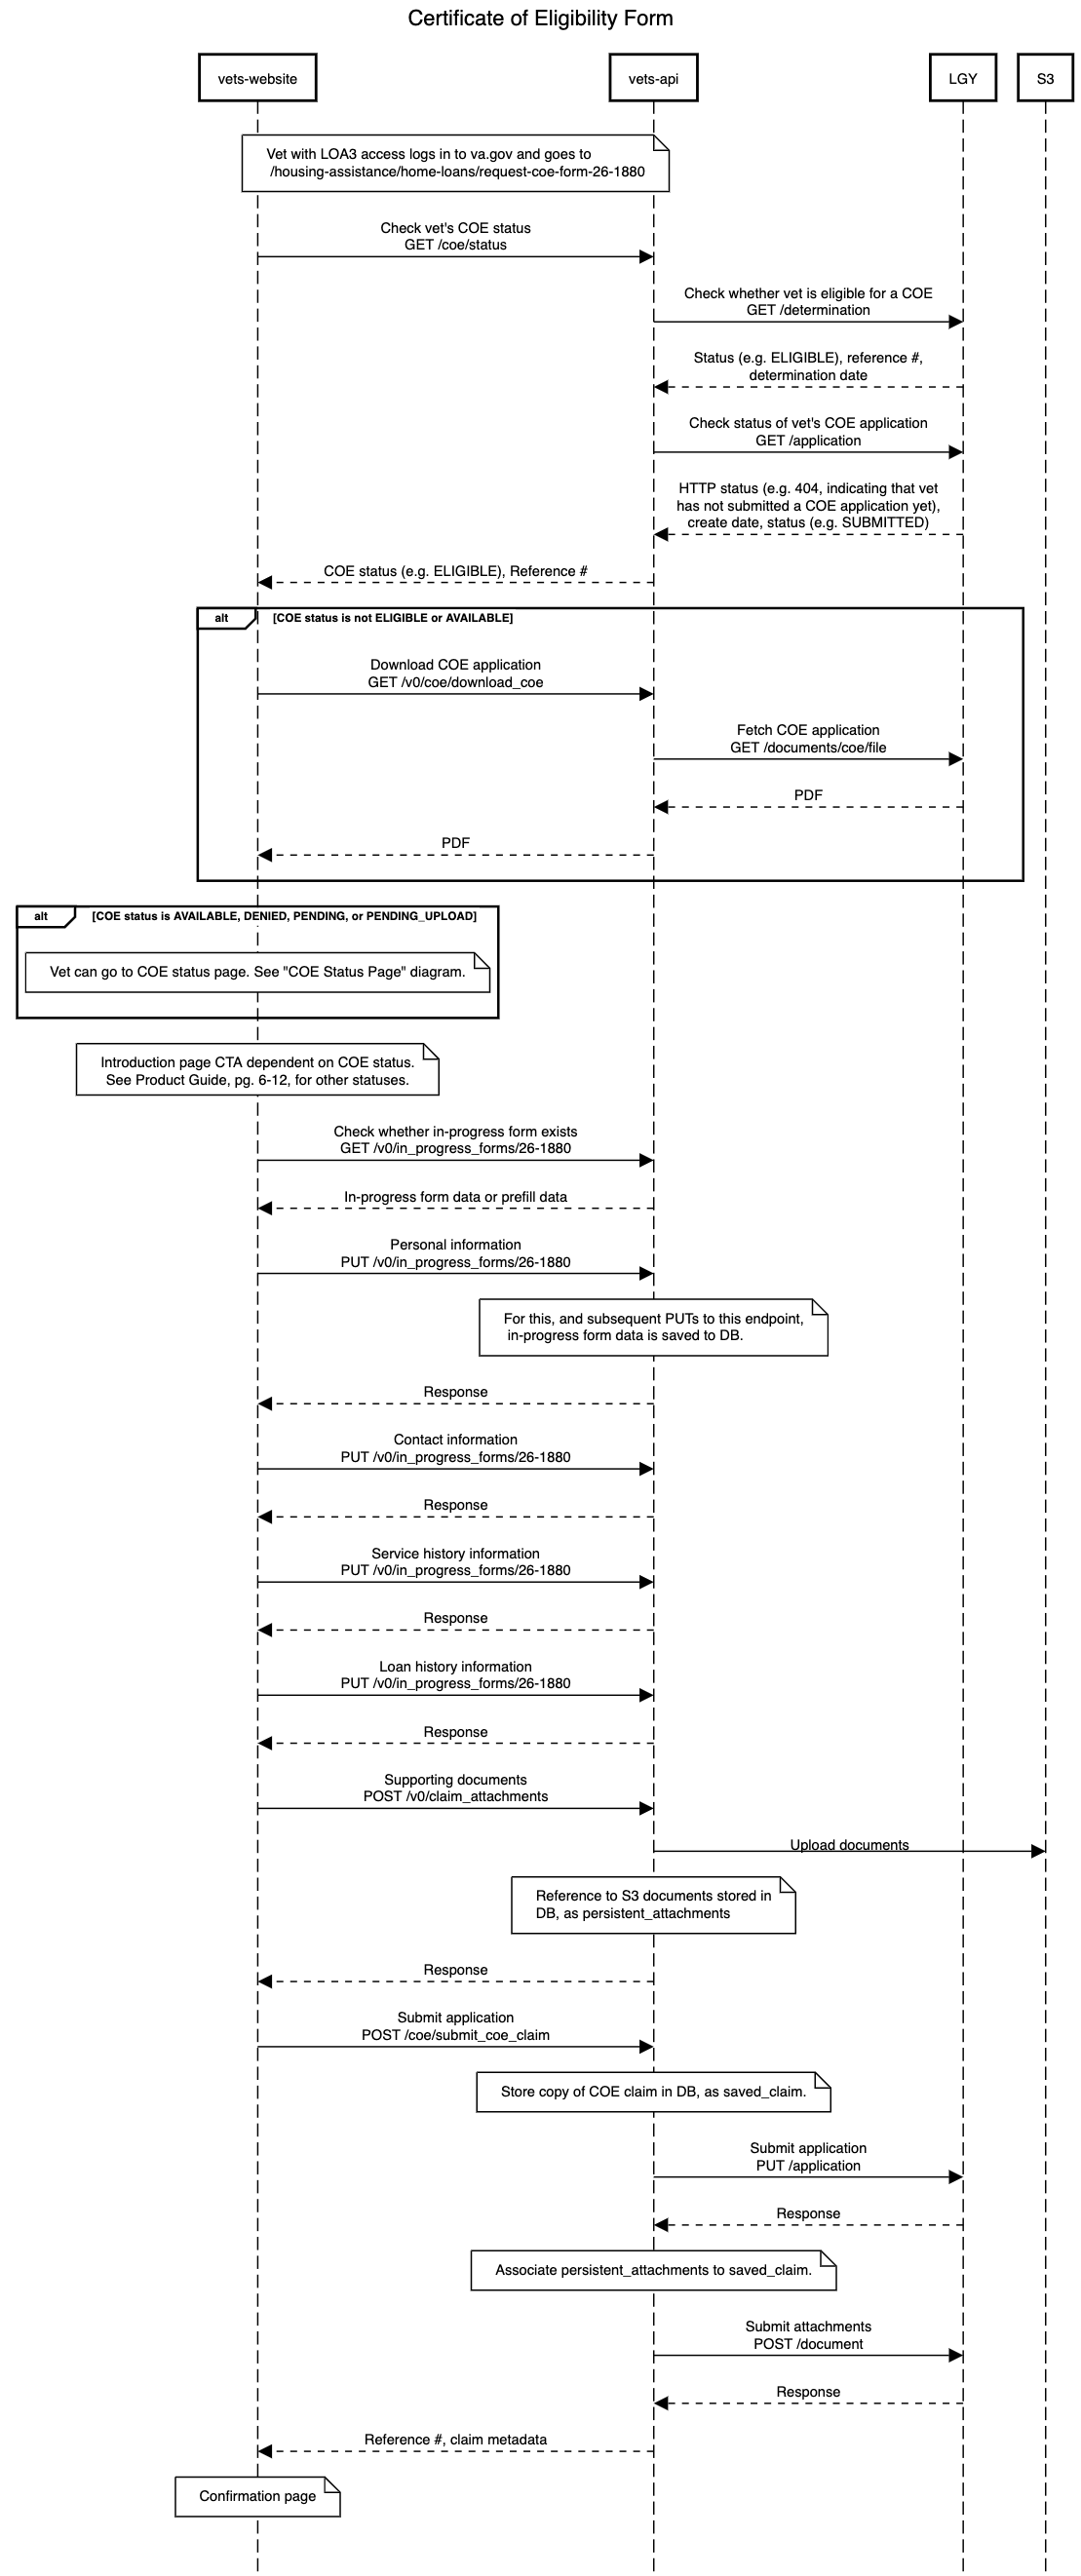 Certificate of Eligibility Form
vets-website
vets-api
LGY
S3
Vet with LOA3 access logs in to va.gov and goes to
/housing-assistance/home-loans/request-coe-form-26-1880
Check vet's COE status
GET /coe/status
Check whether vet is eligible for a COE
GET /determination
Status (e.g. ELIGIBLE), reference #,
determination date
Check status of vet's COE application
GET /application
HTTP status (e.g. 404, indicating that vet
has not submitted a COE application yet),
create date, status (e.g. SUBMITTED)
COE status (e.g. ELIGIBLE), Reference #
alt
[COE status is not ELIGIBLE or AVAILABLE]
Download COE application
GET /v0/coe/download_coe
Fetch COE application
GET /documents/coe/file
PDF
PDF
alt
[COE status is AVAILABLE, DENIED, PENDING, or PENDING_UPLOAD]
Vet can go to COE status page. See "COE Status Page" diagram.
Introduction page CTA dependent on COE status.
See Product Guide, pg. 6-12, for other statuses.
Check whether in-progress form exists
GET /v0/in_progress_forms/26-1880
In-progress form data or prefill data
Personal information
PUT /v0/in_progress_forms/26-1880
For this, and subsequent PUTs to this endpoint,
in-progress form data is saved to DB.
Response
Contact information
PUT /v0/in_progress_forms/26-1880
Response
Service history information
PUT /v0/in_progress_forms/26-1880
Response
Loan history information
PUT /v0/in_progress_forms/26-1880
Response
Supporting documents
POST /v0/claim_attachments
Upload documents
Reference to S3 documents stored in
DB, as persistent_attachments
Response
Submit application
POST /coe/submit_coe_claim
Store copy of COE claim in DB, as saved_claim.
Submit application
PUT /application
Response
Associate persistent_attachments to saved_claim.
Submit attachments
POST /document
Response
Reference #, claim metadata
Confirmation page